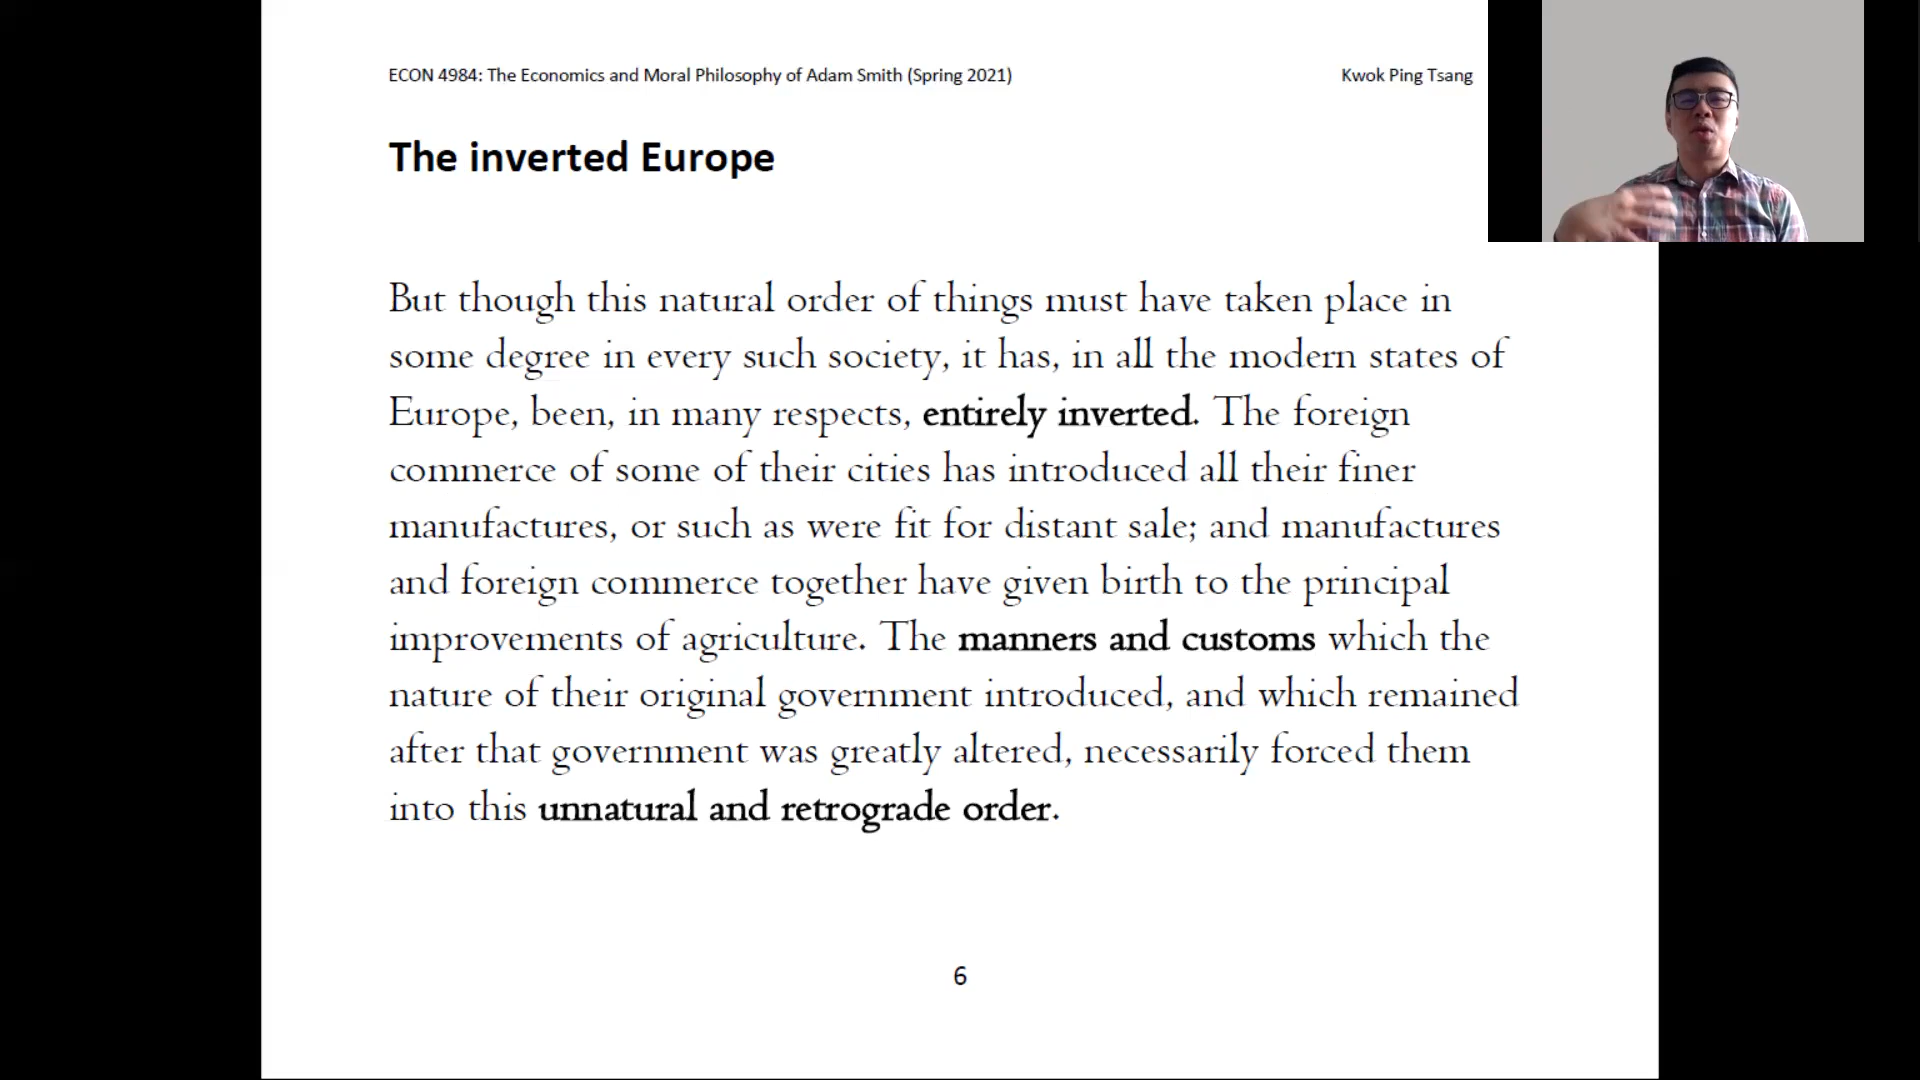 ECON 4984: The Economics and Moral Philosophy of Adam Smith (Spring 2021) Kwok Ping Tsang
The inverted Europe
But though this natural order of things must have taken place in
some degree in every such society, it has, in all the modern states of
Europe, been, in many respects, entirely inverted. The foreign
commerce of some of their cities has introduced all their finer
manufactures, or such as were fit for distant sale; and manufactures
and foreign commerce together have given birth to the principal
improvements of agriculture. The manners and customs which the
nature of their original government introduced, and which remained
after that government was greatly altered, necessarily forced them
into this unnatural and retrograde order.
6